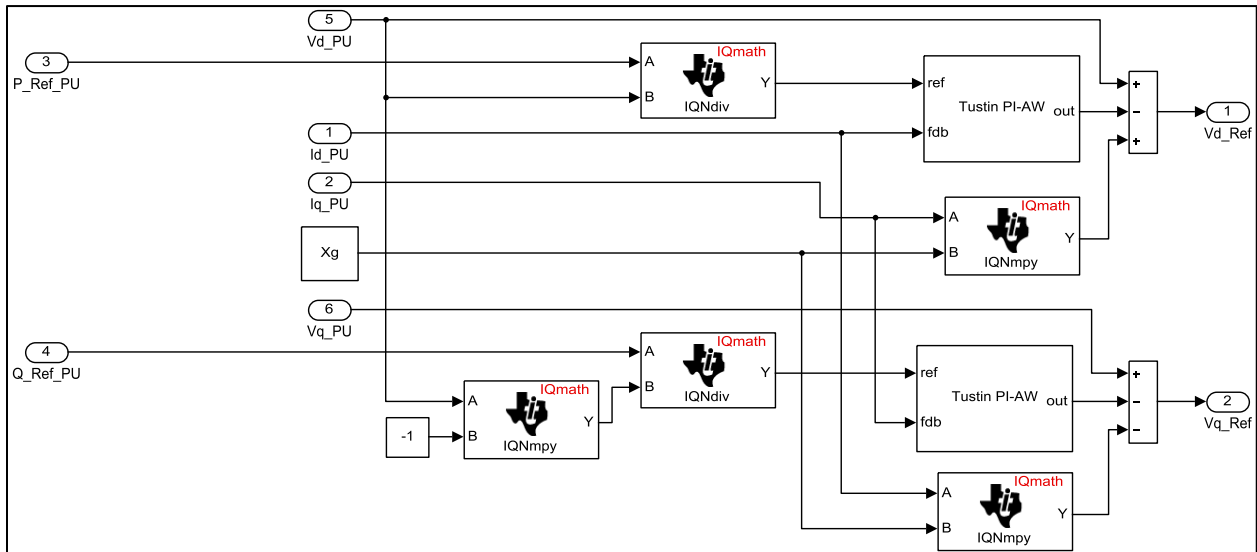 5
Vd_PU
3
P_Ref_PU
IQmath
A
B
Y
IQNdiv
ref
fdb
Tustin PI-AW
out
+
-
+
1
Vd_Ref
1
Id_PU
2
Iq_PU
Xg
IQmath
A
B
Y
IQNmpy
6
Vq_PU
4
Q_Ref_PU
IQmath
A
B
Y
IQNdiv
IQmath
A
B
Y
IQNmpy
-1
ref
fdb
Tustin PI-AW
out
+
-
-
2
Vq_Ref
IQmath
A
B
Y
IQNmpy